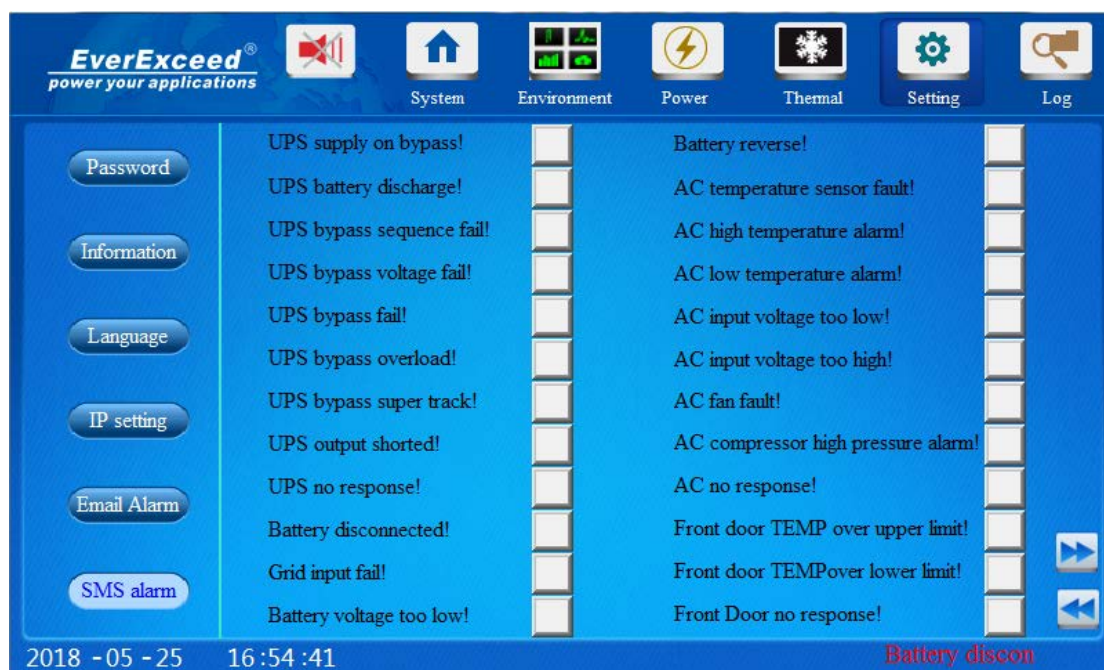 EverExceed®
power your applications
System
Environment
Power
Thermal
Setting
Log
Password
Information
Language
IP setting
Email Alarm
SMS alarm
UPS supply on bypass!
UPS battery discharge!
UPS bypass sequence fail!
UPS bypass voltage fail!
UPS bypass fail!
UPS bypass overload!
UPS bypass super track!
UPS output shorted!
UPS no response!
Battery disconnected!
Grid input fail!
Battery voltage too low!
Battery reverse!
AC temperature sensor fault!
AC high temperature alarm!
AC low temperature alarm!
AC input voltage too low!
AC input voltage too high!
AC fan fault!
AC compressor high pressure alarm!
AC no response!
Front door TEMP over upper limit!
Front door TEMPover lower limit!
Front Door no response!
2018 -05 -25 16:54 :41
Battery discon